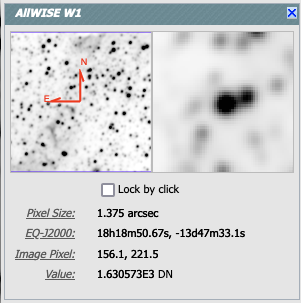 AllWISE W1
N
E
Lock by click
Pixel Size: 1.375 arcsec
EQ-J2000: 18h18m50.67s, -13d47m33.1s
Image Pixel: 156.1, 221.5
Value: 1.630573E3 DN